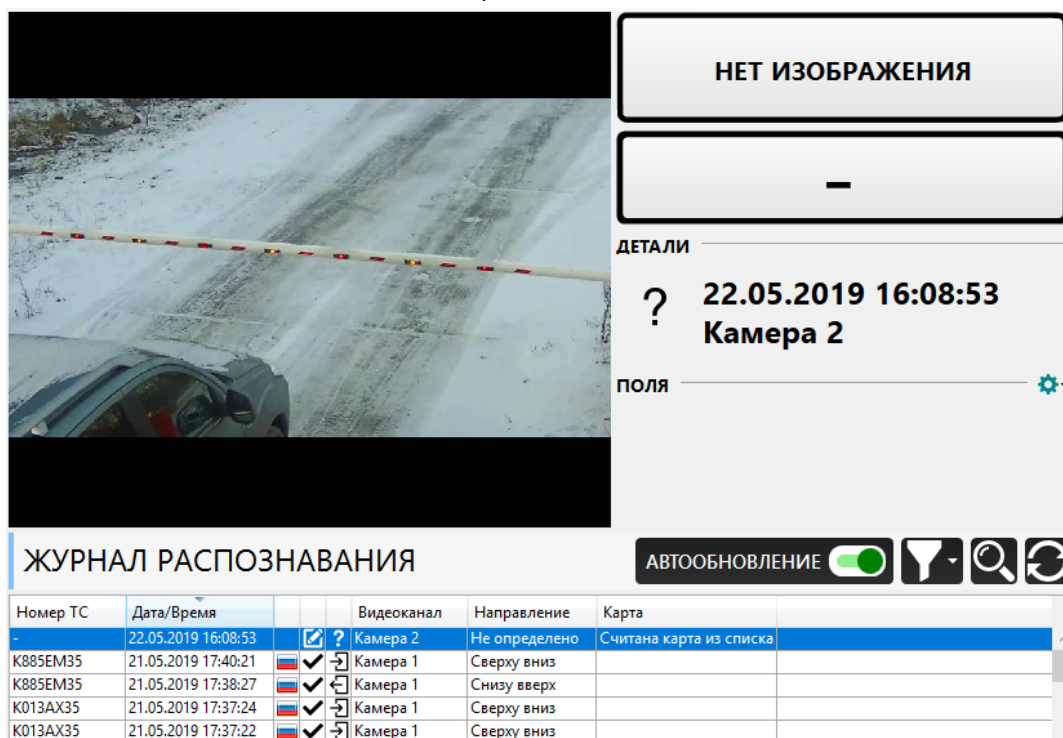 НЕТ ИЗОБРАЖЕНИЯ
–
ДЕТАЛИ
? 22.05.2019 16:08:53
Камера 2
ПОЛЯ
ЖУРНАЛ РАСПОЗНАВАНИЯ АВТООБНОВЛЕНИЕ
Номер ТС Дата/Время Видеоканал Направление Карта
- 22.05.2019 16:08:53 ? Камера 2 Не определено Считана карта из списка
K885EM35 21.05.2019 17:40:21 Камера 1 Сверху вниз
K885EM35 21.05.2019 17:38:27 Камера 1 Снизу вверх
K013AX35 21.05.2019 17:37:24 Камера 1 Сверху вниз
K013AX35 21.05.2019 17:37:22 Камера 1 Сверху вниз